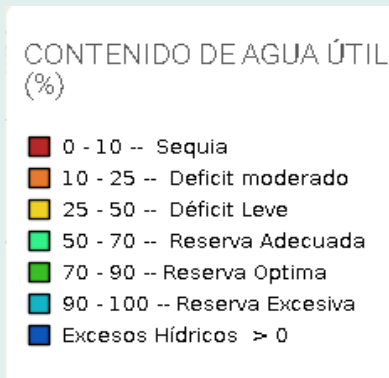 CONTENIDO DE AGUA ÚTIL
(%)
0 - 10 -- Sequia
10 - 25 -- Deficit moderado
25 - 50 -- Déficit Leve
50 - 70 -- Reserva Adecuada
70 - 90 -- Reserva Optima
90 - 100 -- Reserva Excesiva
Excesos Hídricos > 0